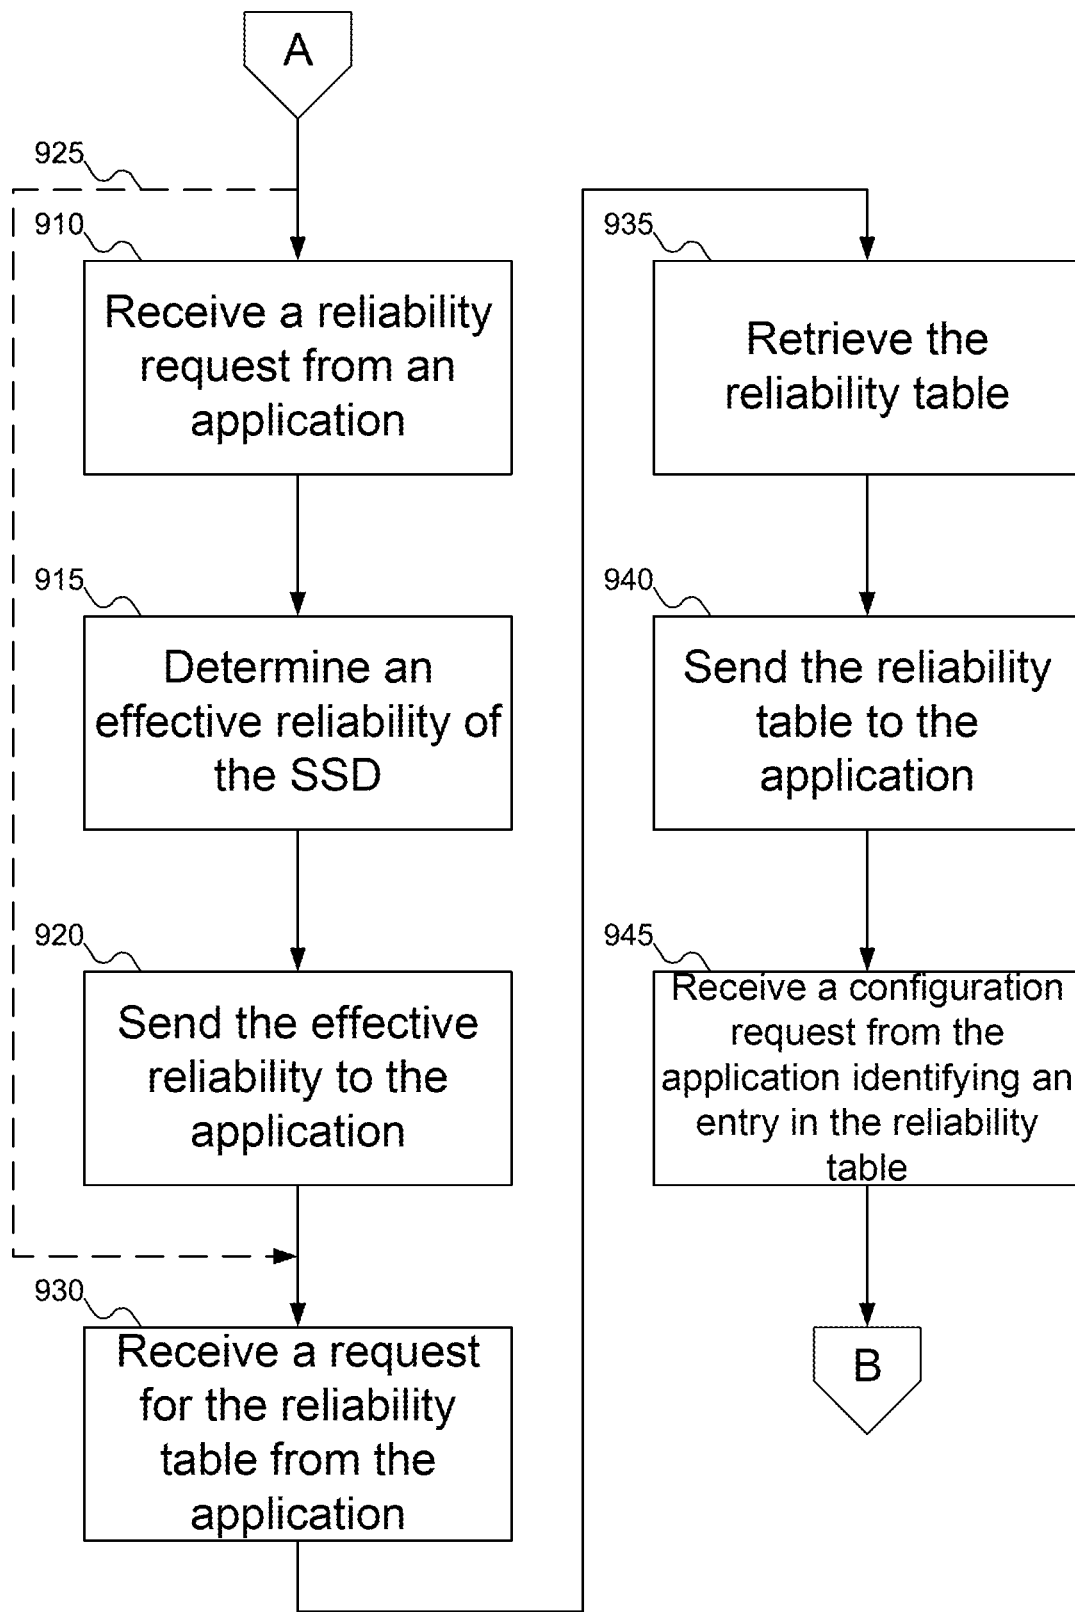 A
925
910
Receive a reliability
request from an
application
915
Determine an
effective reliability of
the SSD
920
Send the effective
reliability to the
application
930
Receive a request
for the reliability
table from the
application
935
Retrieve the
reliability table
940
Send the reliability
table to the
application
945
Receive a configuration
request from the
application identifying an
entry in the reliability
table
B